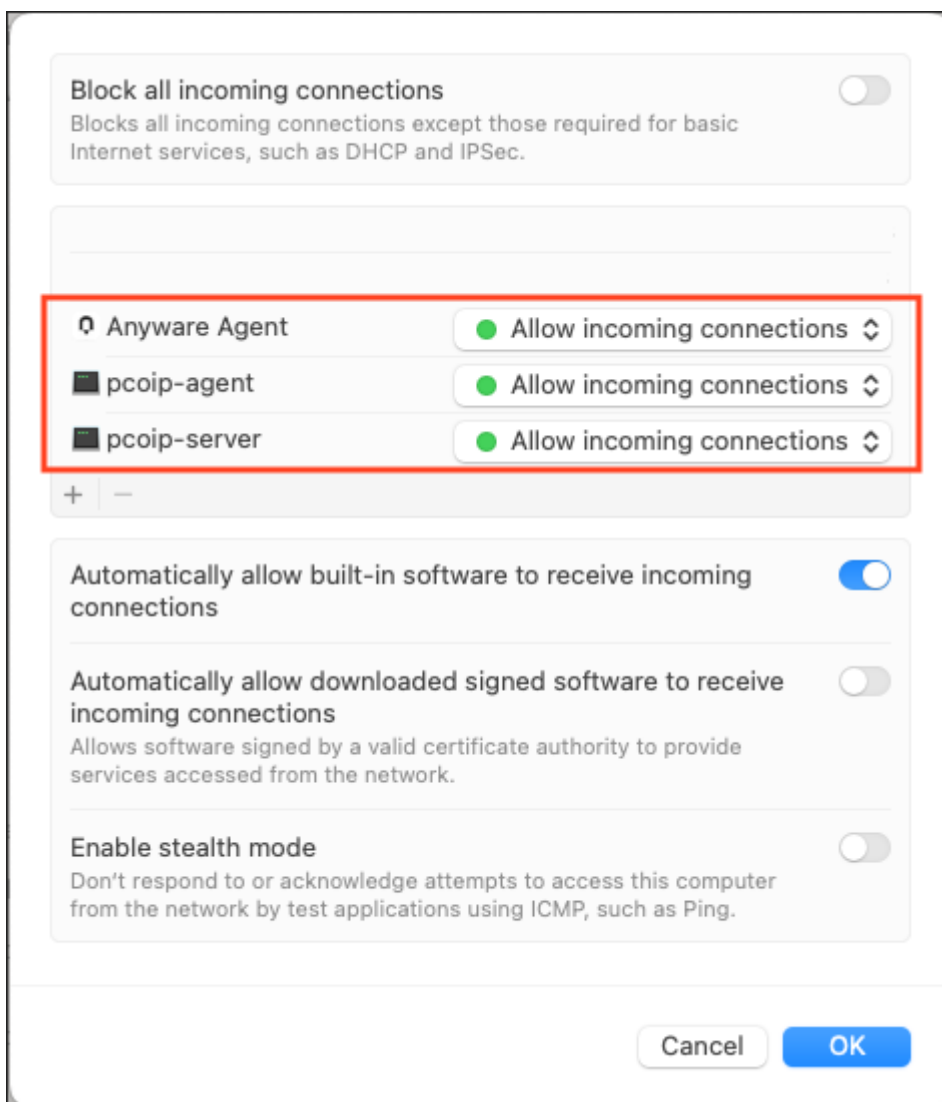 Block all incoming connections
Blocks all incoming connections except those required for basic
Internet services, such as DHCP and IPSec.
Anyware Agent
Allow incoming connections
pcoip-agent
Allow incoming connections
pcoip-server
Allow incoming connections
Automatically allow built-in software to receive incoming
connections
Automatically allow downloaded signed software to receive
incoming connections
Allows software signed by a valid certificate authority to provide
services accessed from the network.
Enable stealth mode
Don't respond to or acknowledge attempts to access this computer
from the network by test applications using ICMP, such as Ping.
Cancel
OK